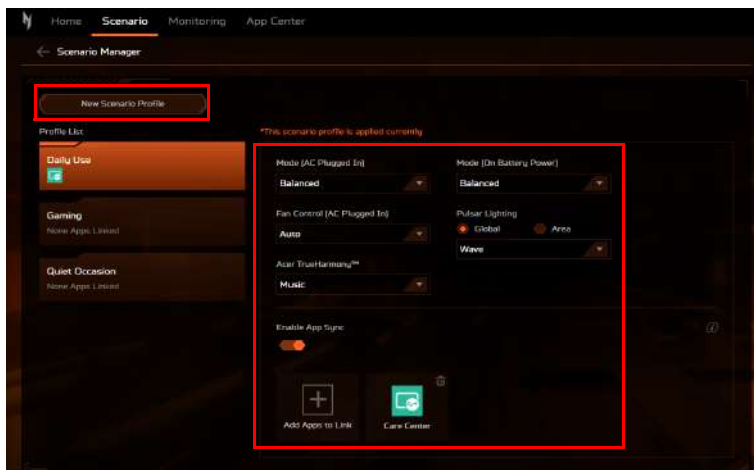 Home Scenario Monitoring App Center
Scenario Manager
New Scenario Profile
Profile List
*This scenario profile is applied currently
Daily Use
Gaming
None Apps Linked
Quiet Occasion
None Apps Linked
Mode (AC Plugged In)
Balanced
Mode (On Battery Power)
Balanced
Fan Control (AC Plugged In)
Auto
Pulsar Lighting
Global Area
Wave
Acer TrueHarmony™
Music
Enable App Sync
Add Apps to Link
Care Center